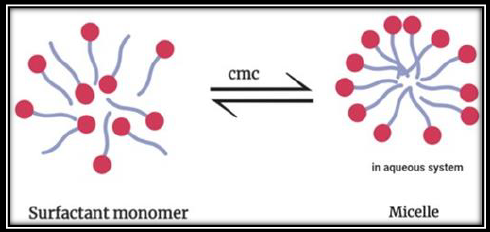 cmc
in aqueous system
Surfactant monomer
Micelle